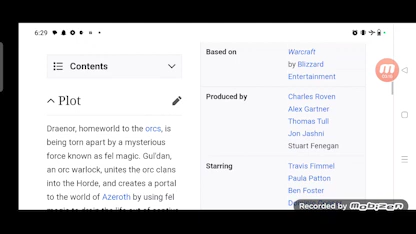 6:29
Contents
Plot
Draenor, homeworld to the orcs, is
being torn apart by a mysterious
force known as fel magic. Gul'dan,
an orc warlock, unites the orc clans
into the Horde, and creates a portal
to the world of Azeroth by using fel
Based on
Warcraft
by Blizzard
Entertainment
Produced by
Charles Roven
Alex Gartner
Thomas Tull
Jon Jashni
Stuart Fenegan
Starring
Travis Fimmel
Paula Patton
Ben Foster
Recorded by Mobizen